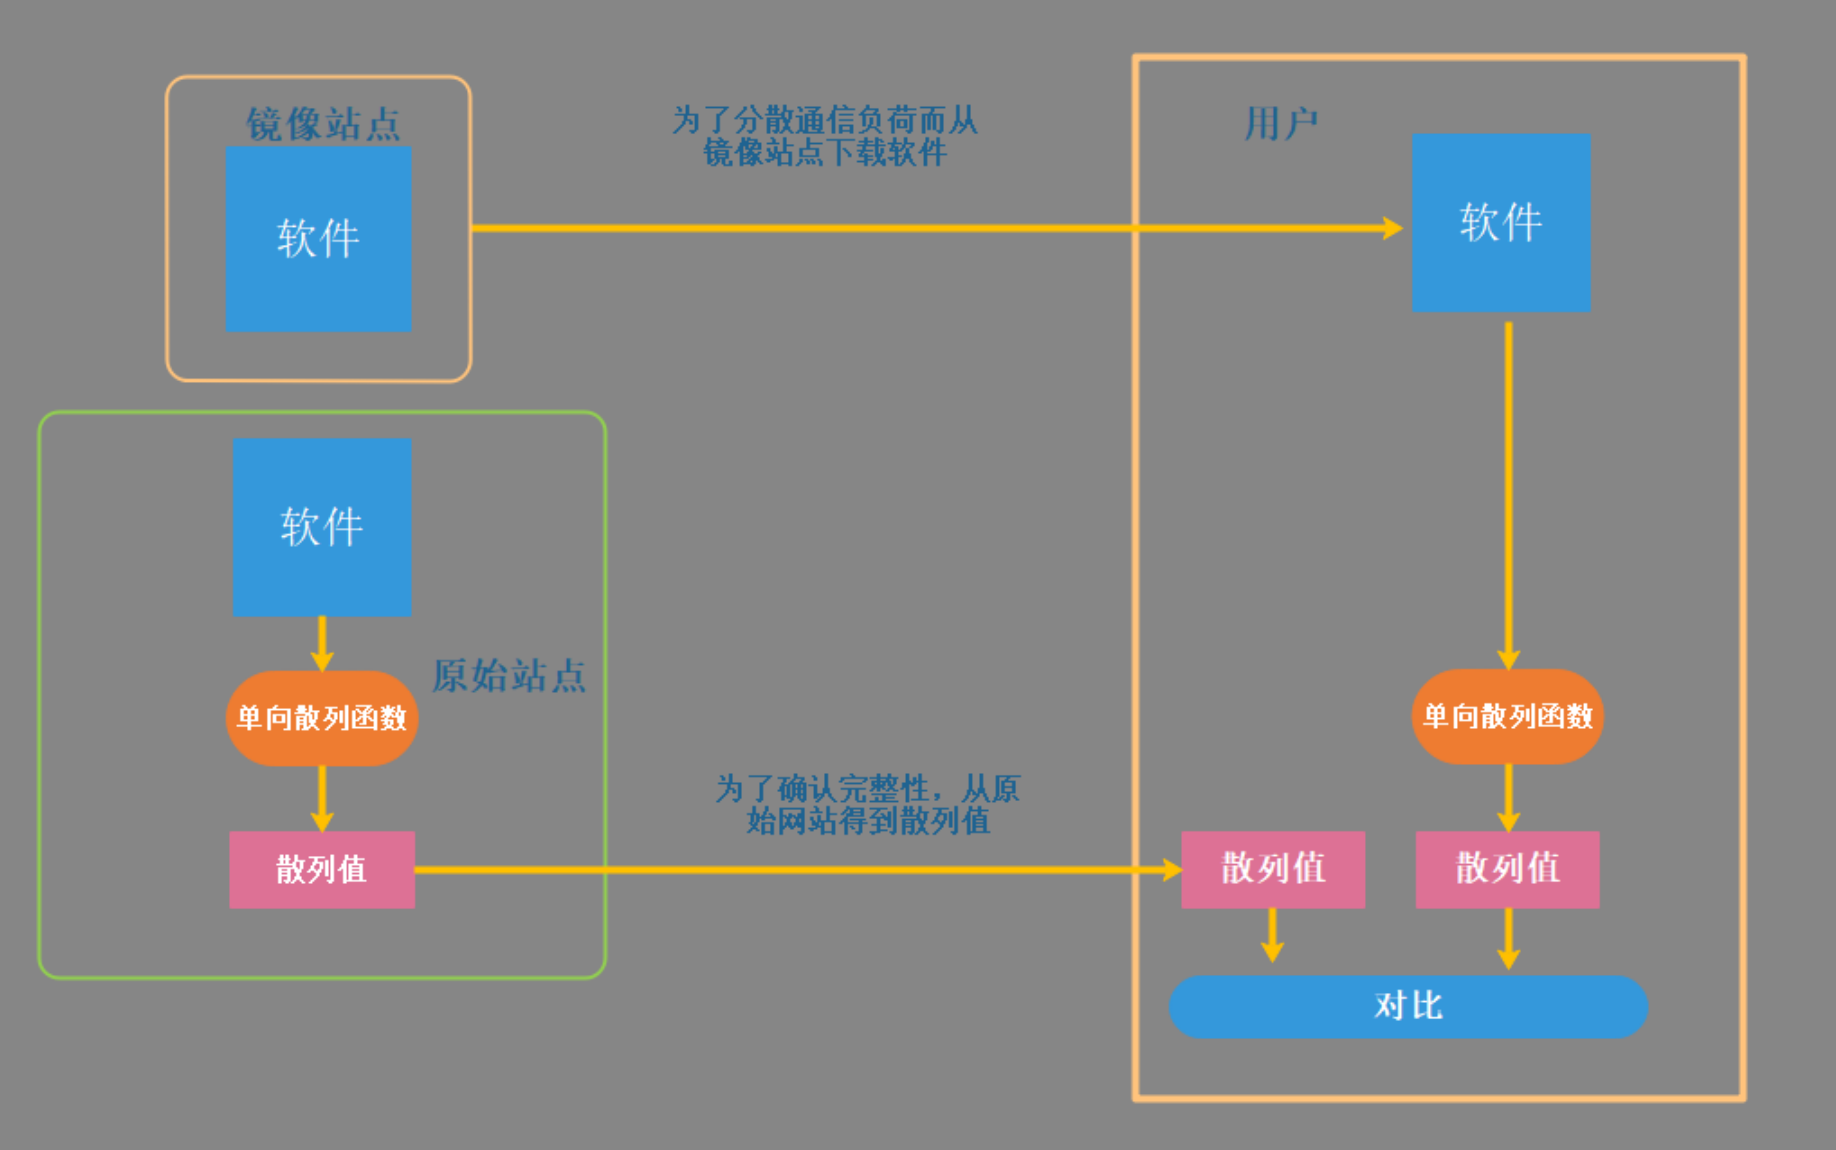 镜像站点
软件
为了分散通信负荷而从
镜像站点下载软件
用户
软件
软件
单向散列函数
原始站点
散列值
为了确认完整性，从原
始网站得到散列值
单向散列函数
散列值
散列值
对比